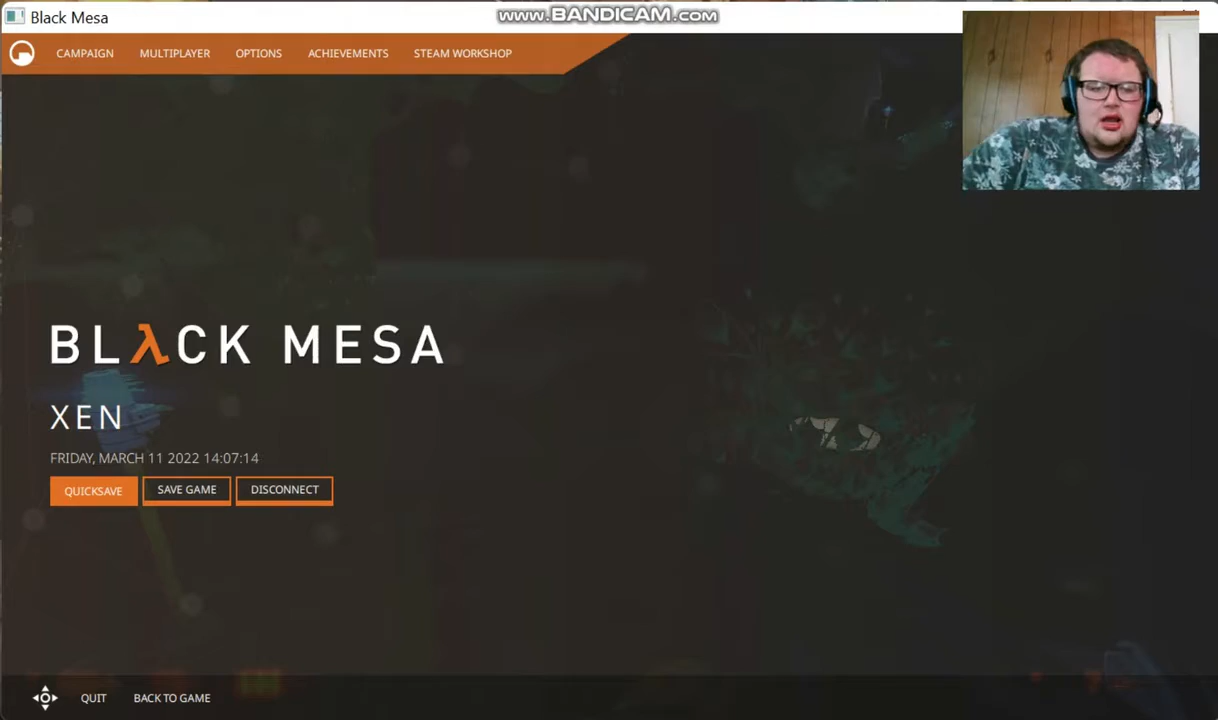 Black Mesa
www.BANDICAM.com
CAMPAIGN MULTIPLAYER OPTIONS ACHIEVEMENTS STEAM WORKSHOP
BLλCK MESA
XEN
FRIDAY, MARCH 11 2022 14:07:14
QUICKSAVE SAVE GAME DISCONNECT
QUIT BACK TO GAME